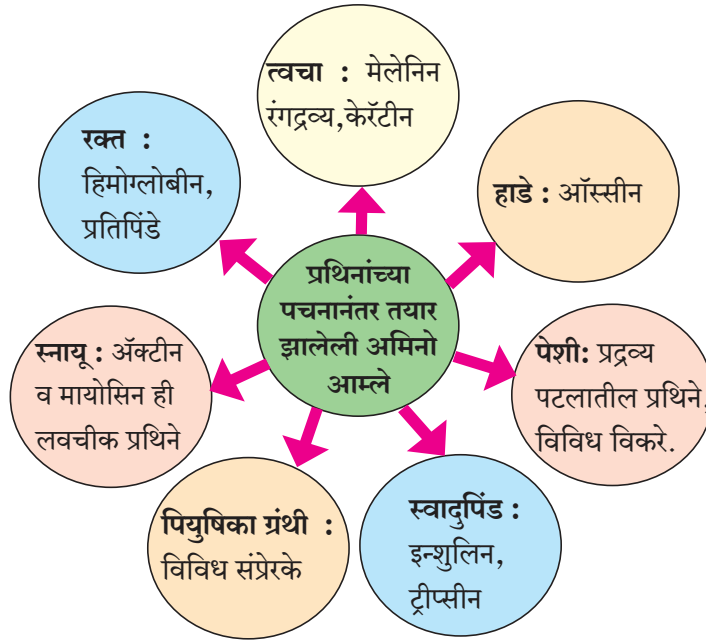 त्वचा : मेलेनिन
रंगद्रव्य,केरॅटीन
रक्त :
हिमोग्लोबीन,
प्रतिपिंडे
हाडे : ऑस्सीन
प्रथिनांच्या
पचनानंतर तयार
झालेली अमिनो
आम्ले
स्नायू : ॲक्टीन
व मायोसिन ही
लवचीक प्रथिने
पेशी: प्रद्रव्य
पटलातील प्रथिने,
विविध विकरे.
पियुषिका ग्रंथी :
विविध संप्रेरके
स्वादुपिंड :
इन्शुलिन,
ट्रीप्सीन